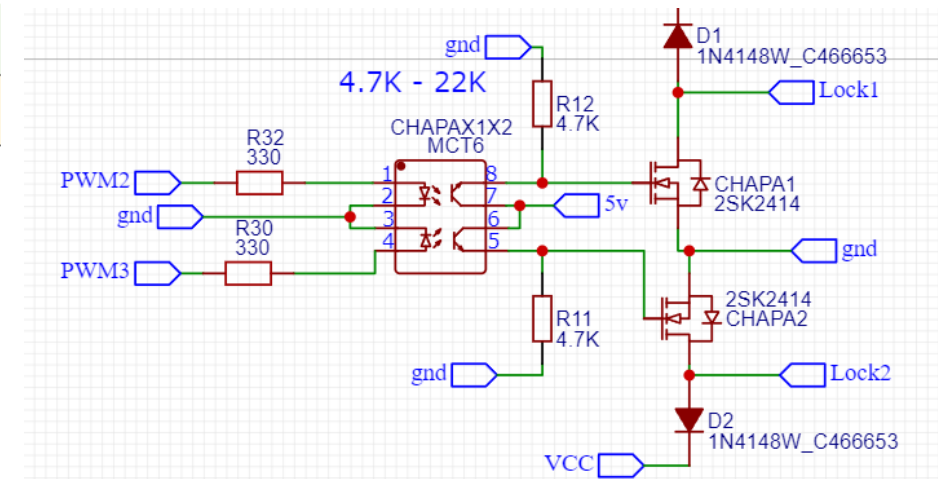 D1
1N4148W_C466653
gnd
4.7K - 22K
Lock1
R12
4.7K
CHAPAX1X2
MCT6
R32
330
PWM2
1
8
CHAPA1
2SK2414
2
7
5v
gnd
3
6
R30
330
4
5
gnd
PWM3
2SK2414
CHAPA2
R11
4.7K
gnd
Lock2
D2
1N4148W_C466653
VCC